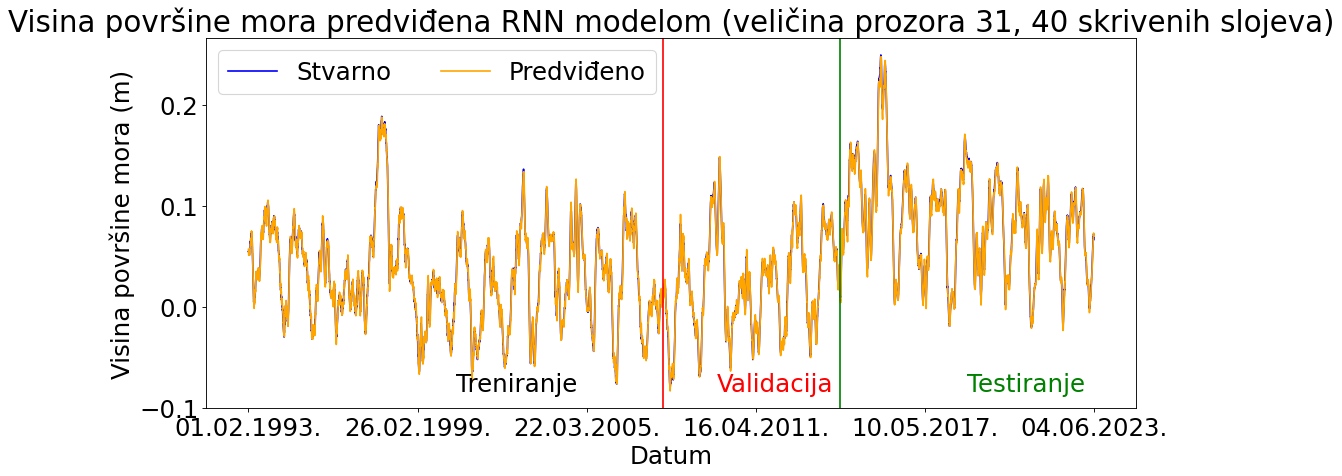 Visina površine mora predviđena RNN modelom (veličina prozora 31, 40 skrivenih slojeva)
Stvarno
Predviđeno
Visina površine mora (m)
0.2
0.1
0.0
−0.1
Treniranje
Validacija
Testiranje
01.02.1993.
26.02.1999.
22.03.2005.
16.04.2011.
10.05.2017.
04.06.2023.
Datum